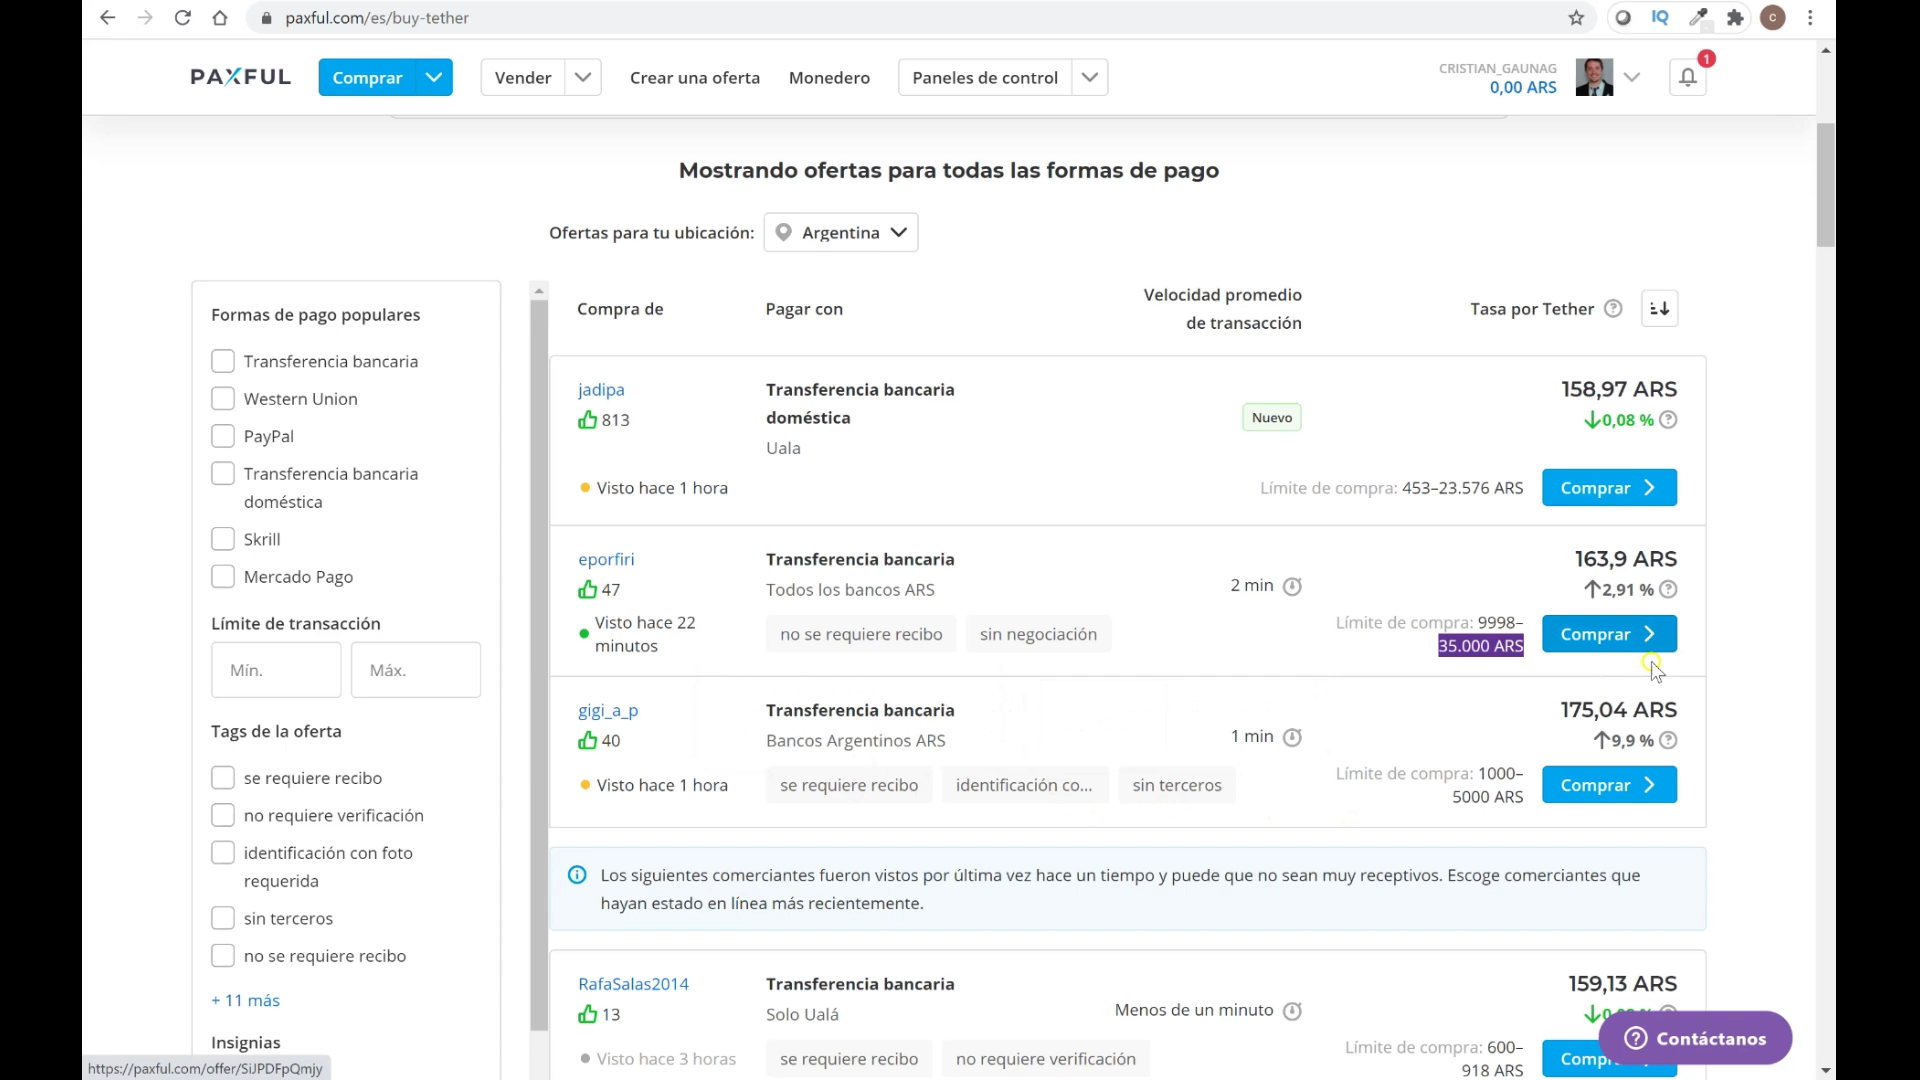 paxful.com/es/buy-tether
IQ
C
PAXFUL
Comprar
Vender
Crear una oferta
Monedero
Paneles de control
CRISTIAN_GAUNAG
0,00 ARS
1
Mostrando ofertas para todas las formas de pago
Ofertas para tu ubicación:
Argentina
Formas de pago populares
Transferencia bancaria
Western Union
PayPal
Transferencia bancaria
doméstica
Skrill
Mercado Pago
Límite de transacción
Mín.
Máx.
Tags de la oferta
se requiere recibo
no requiere verificación
identificación con foto
requerida
sin terceros
no se requiere recibo
+ 11 más
Insignias
Compra de
Pagar con
Velocidad promedio
de transacción
Tasa por Tether
jadipa
813
Transferencia bancaria
doméstica
Uala
Nuevo
158,97 ARS
0,08 %
Visto hace 1 hora
Límite de compra: 453–23.576 ARS
Comprar
eporfiri
47
Visto hace 22
minutos
Transferencia bancaria
Todos los bancos ARS
no se requiere recibo
sin negociación
2 min
163,9 ARS
2,91 %
Límite de compra: 9998–
35.000 ARS
Comprar
gigi_a_p
40
Visto hace 1 hora
Transferencia bancaria
Bancos Argentinos ARS
se requiere recibo
identificación co...
sin terceros
1 min
175,04 ARS
9,9 %
Límite de compra: 1000–
5000 ARS
Comprar
Los siguientes comerciantes fueron vistos por última vez hace un tiempo y puede que no sean muy receptivos. Escoge comerciantes que
hayan estado en línea más recientemente.
RafaSalas2014
13
Visto hace 3 horas
Transferencia bancaria
Solo Ualá
se requiere recibo
no requiere verificación
Menos de un minuto
159,13 ARS
Límite de compra: 600–
918 ARS
Contáctanos
https://paxful.com/offer/SiJPDFpQmjy